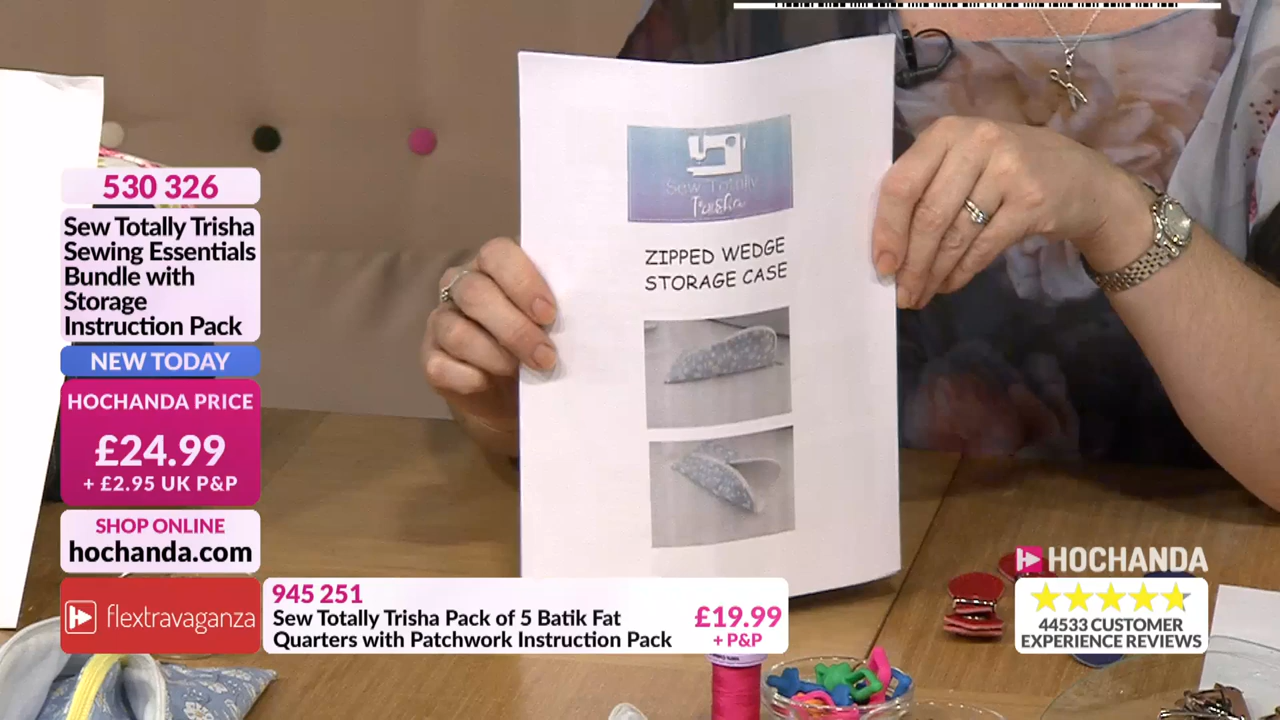 530 326
Sew Totally Trisha
Sewing Essentials
Bundle with
Storage
Instruction Pack
NEW TODAY
HOCHANDA PRICE
£24.99
+ £2.95 UK P&P
SHOP ONLINE
hochanda.com
flextravaganza
945 251
Sew Totally Trisha Pack of 5 Batik Fat
Quarters with Patchwork Instruction Pack
£19.99
+ P&P
Sew Totally
Trisha
ZIPPED WEDGE
STORAGE CASE
HOCHANDA
44533 CUSTOMER
EXPERIENCE REVIEWS